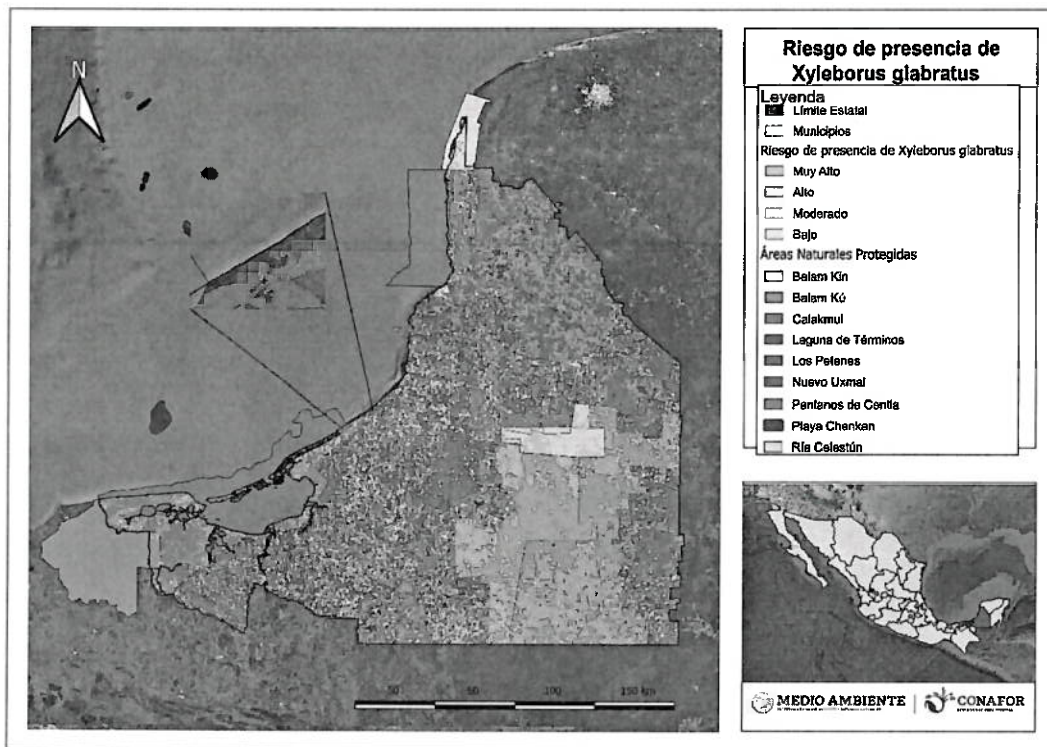 N
Riesgo de presencia de
Xyleborus glabratus
Leyenda
Límite Estatal
Municipios
Riesgo de presencia de Xyleborus glabratus
Muy Alto
Alto
Moderado
Bajo
Áreas Naturales Protegidas
Balam Kin
Balam Kú
Calakmul
Laguna de Términos
Los Petenes
Nuevo Uxmal
Pantanos de Centla
Playa Chenkan
Ría Celestún
50 100 150 km
MEDIO AMBIENTE
CONAFOR